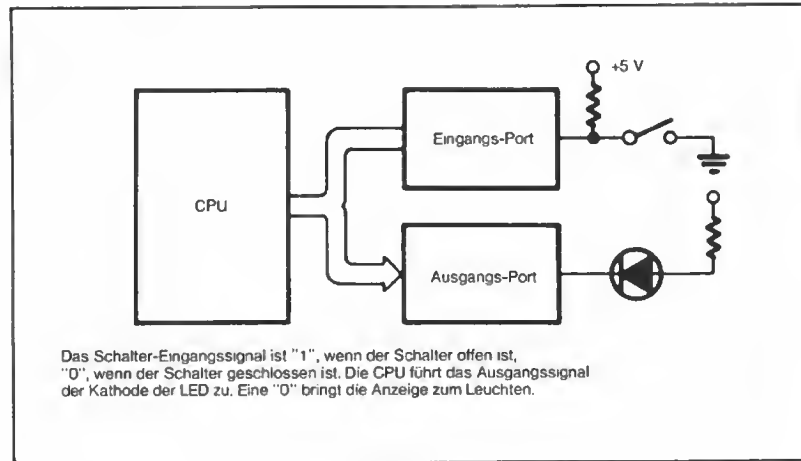 +5 V
Eingangs-Port
CPU
Ausgangs-Port
Das Schalter-Eingangssignal ist "1", wenn der Schalter offen ist,
"0", wenn der Schalter geschlossen ist. Die CPU führt das Ausgangssignal
der Kathode der LED zu. Eine "0" bringt die Anzeige zum Leuchten.